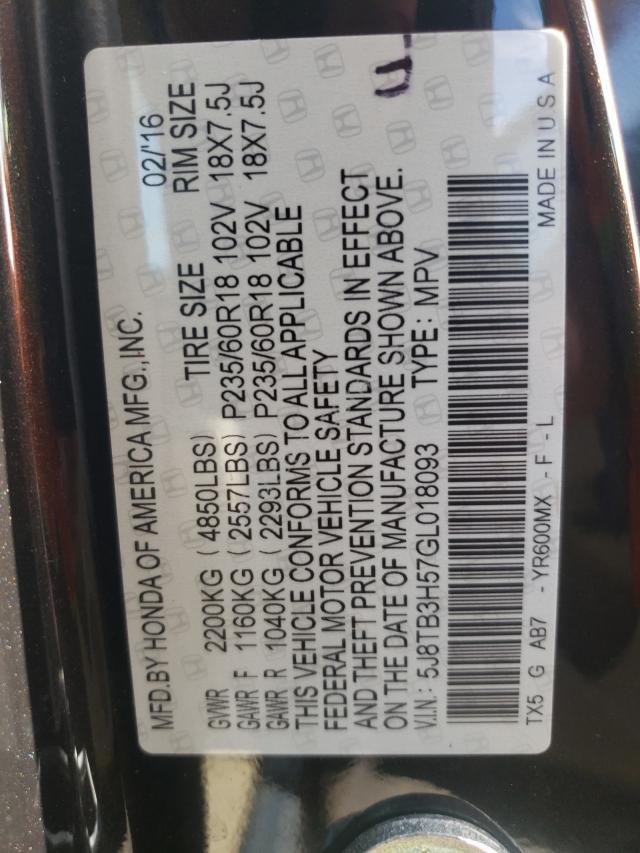 MFD.BY HONDA OF AMERICA MFG.,INC. 02/'16
TIRE SIZE RIM SIZE
GVWR 2200KG ( 4850LBS)
GAWR F 1160KG ( 2557LBS) P235/60R18 102V 18X7.5J
GAWR R 1040KG ( 2293LBS) P235/60R18 102V 18X7.5J
THIS VEHICLE CONFORMS TO ALL APPLICABLE
FEDERAL MOTOR VEHICLE SAFETY
AND THEFT PREVENTION STANDARDS IN EFFECT
ON THE DATE OF MANUFACTURE SHOWN ABOVE.
V.I.N: 5J8TB3H57GL018093 TYPE: MPV
TX5 G AB7 -YR600MX -F-L MADE IN U S A